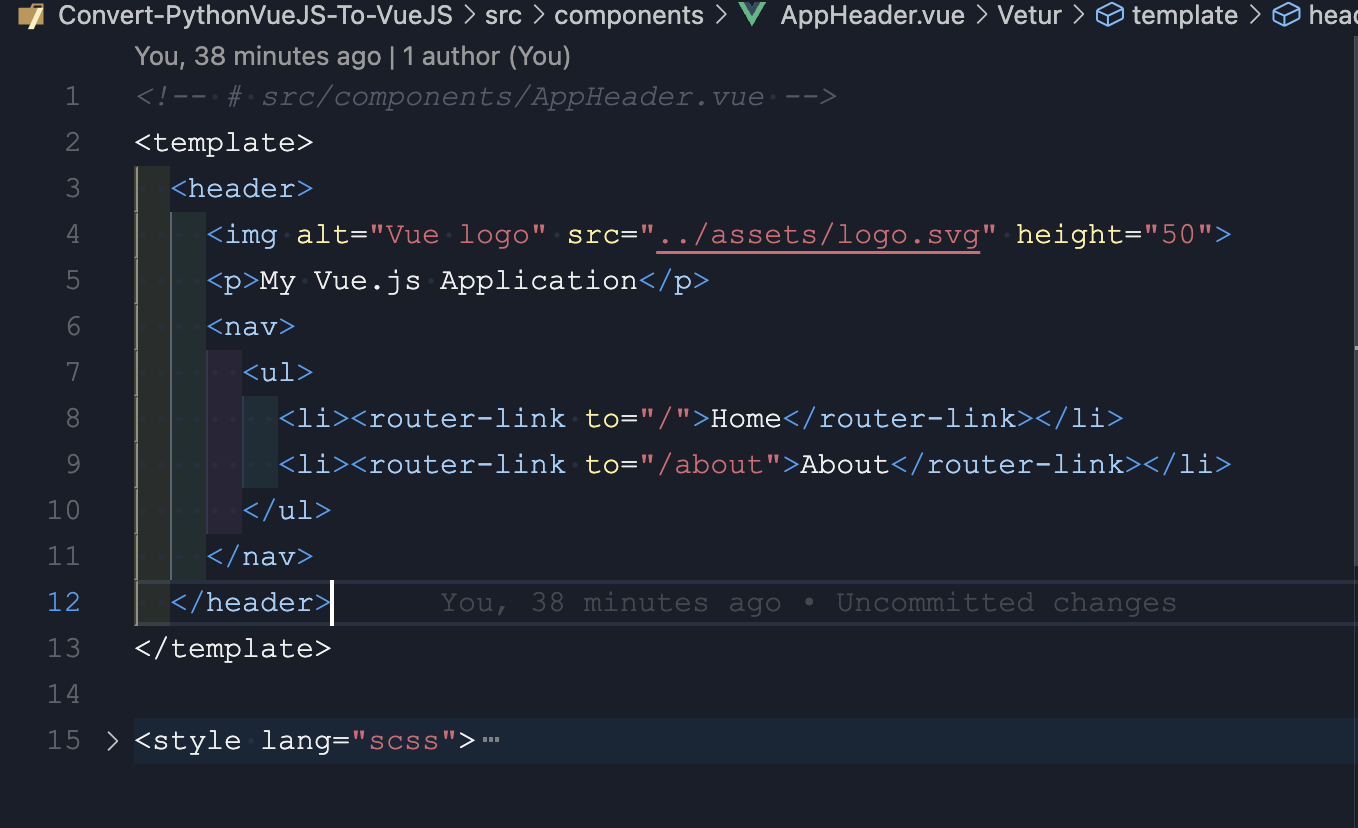 Convert-PythonVueJS-To-VueJS > src > components > AppHeader.vue > Vetur > template > head
You, 38 minutes ago | 1 author (You)
1 <!-- # src/components/AppHeader.vue -->
2 <template>
3   <header>
4     <img alt="Vue logo" src="../assets/logo.svg" height="50">
5     <p>My Vue.js Application</p>
6     <nav>
7       <ul>
8         <li><router-link to="/">Home</router-link></li>
9         <li><router-link to="/about">About</router-link></li>
10       </ul>
11     </nav>
12   </header> You, 38 minutes ago • Uncommitted changes
13 </template>
14
15 > <style lang="scss">⋯